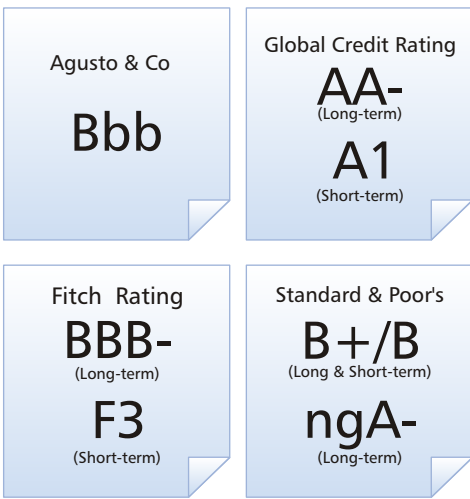 Agusto & Co
Bbb
Global Credit Rating
AA-
(Long-term)
A1
(Short-term)
Fitch Rating
BBB-
(Long-term)
F3
(Short-term)
Standard & Poor's
B+/B
(Long & Short-term)
ngA-
(Long-term)